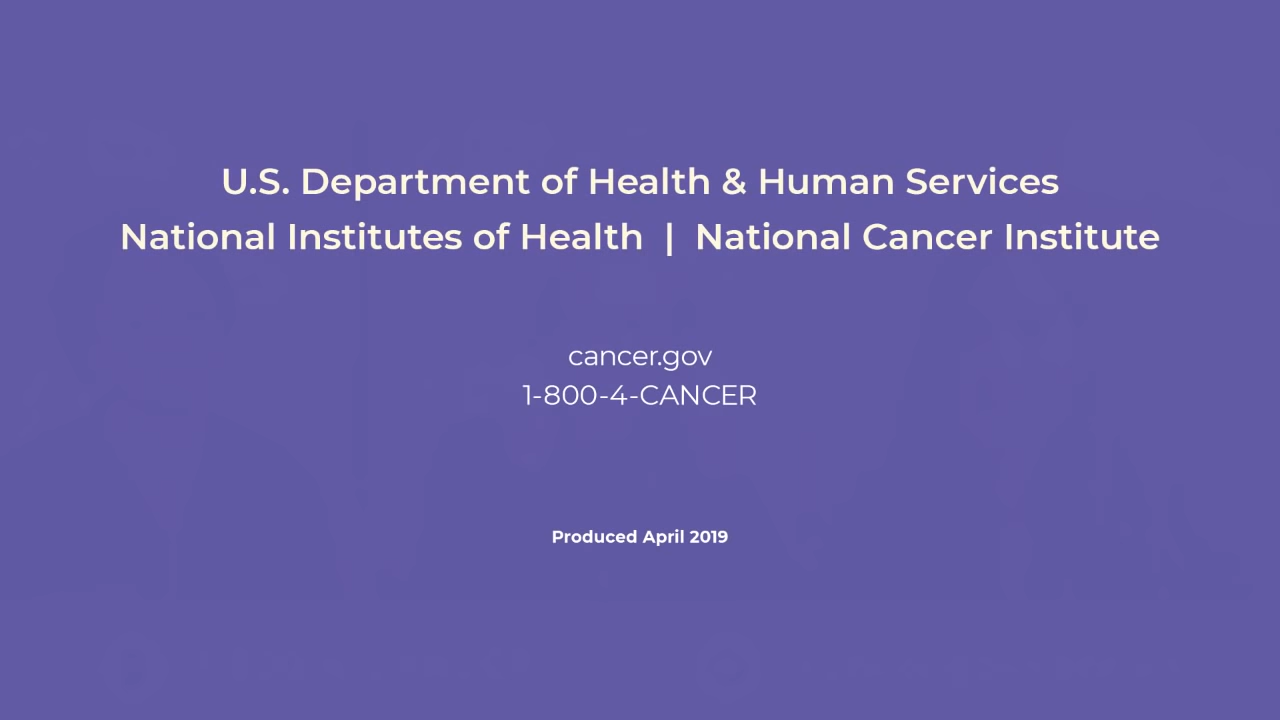 U.S. Department of Health & Human Services
National Institutes of Health | National Cancer Institute
cancer.gov
1-800-4-CANCER
Produced April 2019